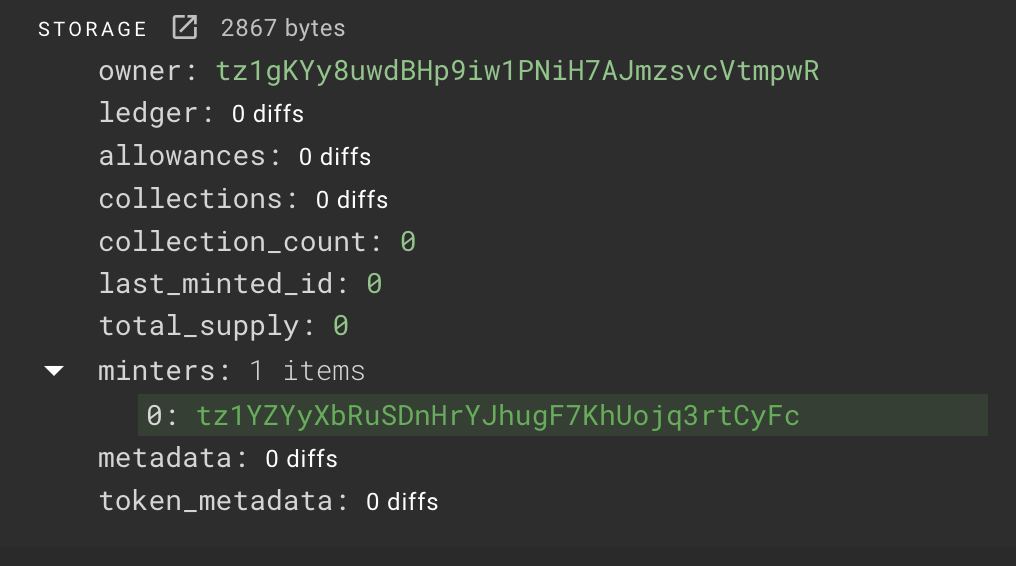 STORAGE 2867 bytes
owner: tz1gKYy8uwdBHp9iw1PNiH7AJmzsvcVtmpwR
ledger: 0 diffs
allowances: 0 diffs
collections: 0 diffs
collection_count: 0
last_minted_id: 0
total_supply: 0
minters: 1 items
0: tz1YZYyXbRuSDnHrYJhugF7KhUojq3rtCyFc
metadata: 0 diffs
token_metadata: 0 diffs